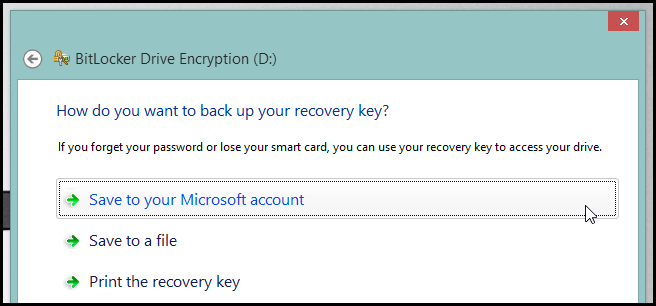 BitLocker Drive Encryption (D:)
How do you want to back up your recovery key?
If you forget your password or lose your smart card, you can use your recovery key to access your drive.
Save to your Microsoft account
Save to a file
Print the recovery key